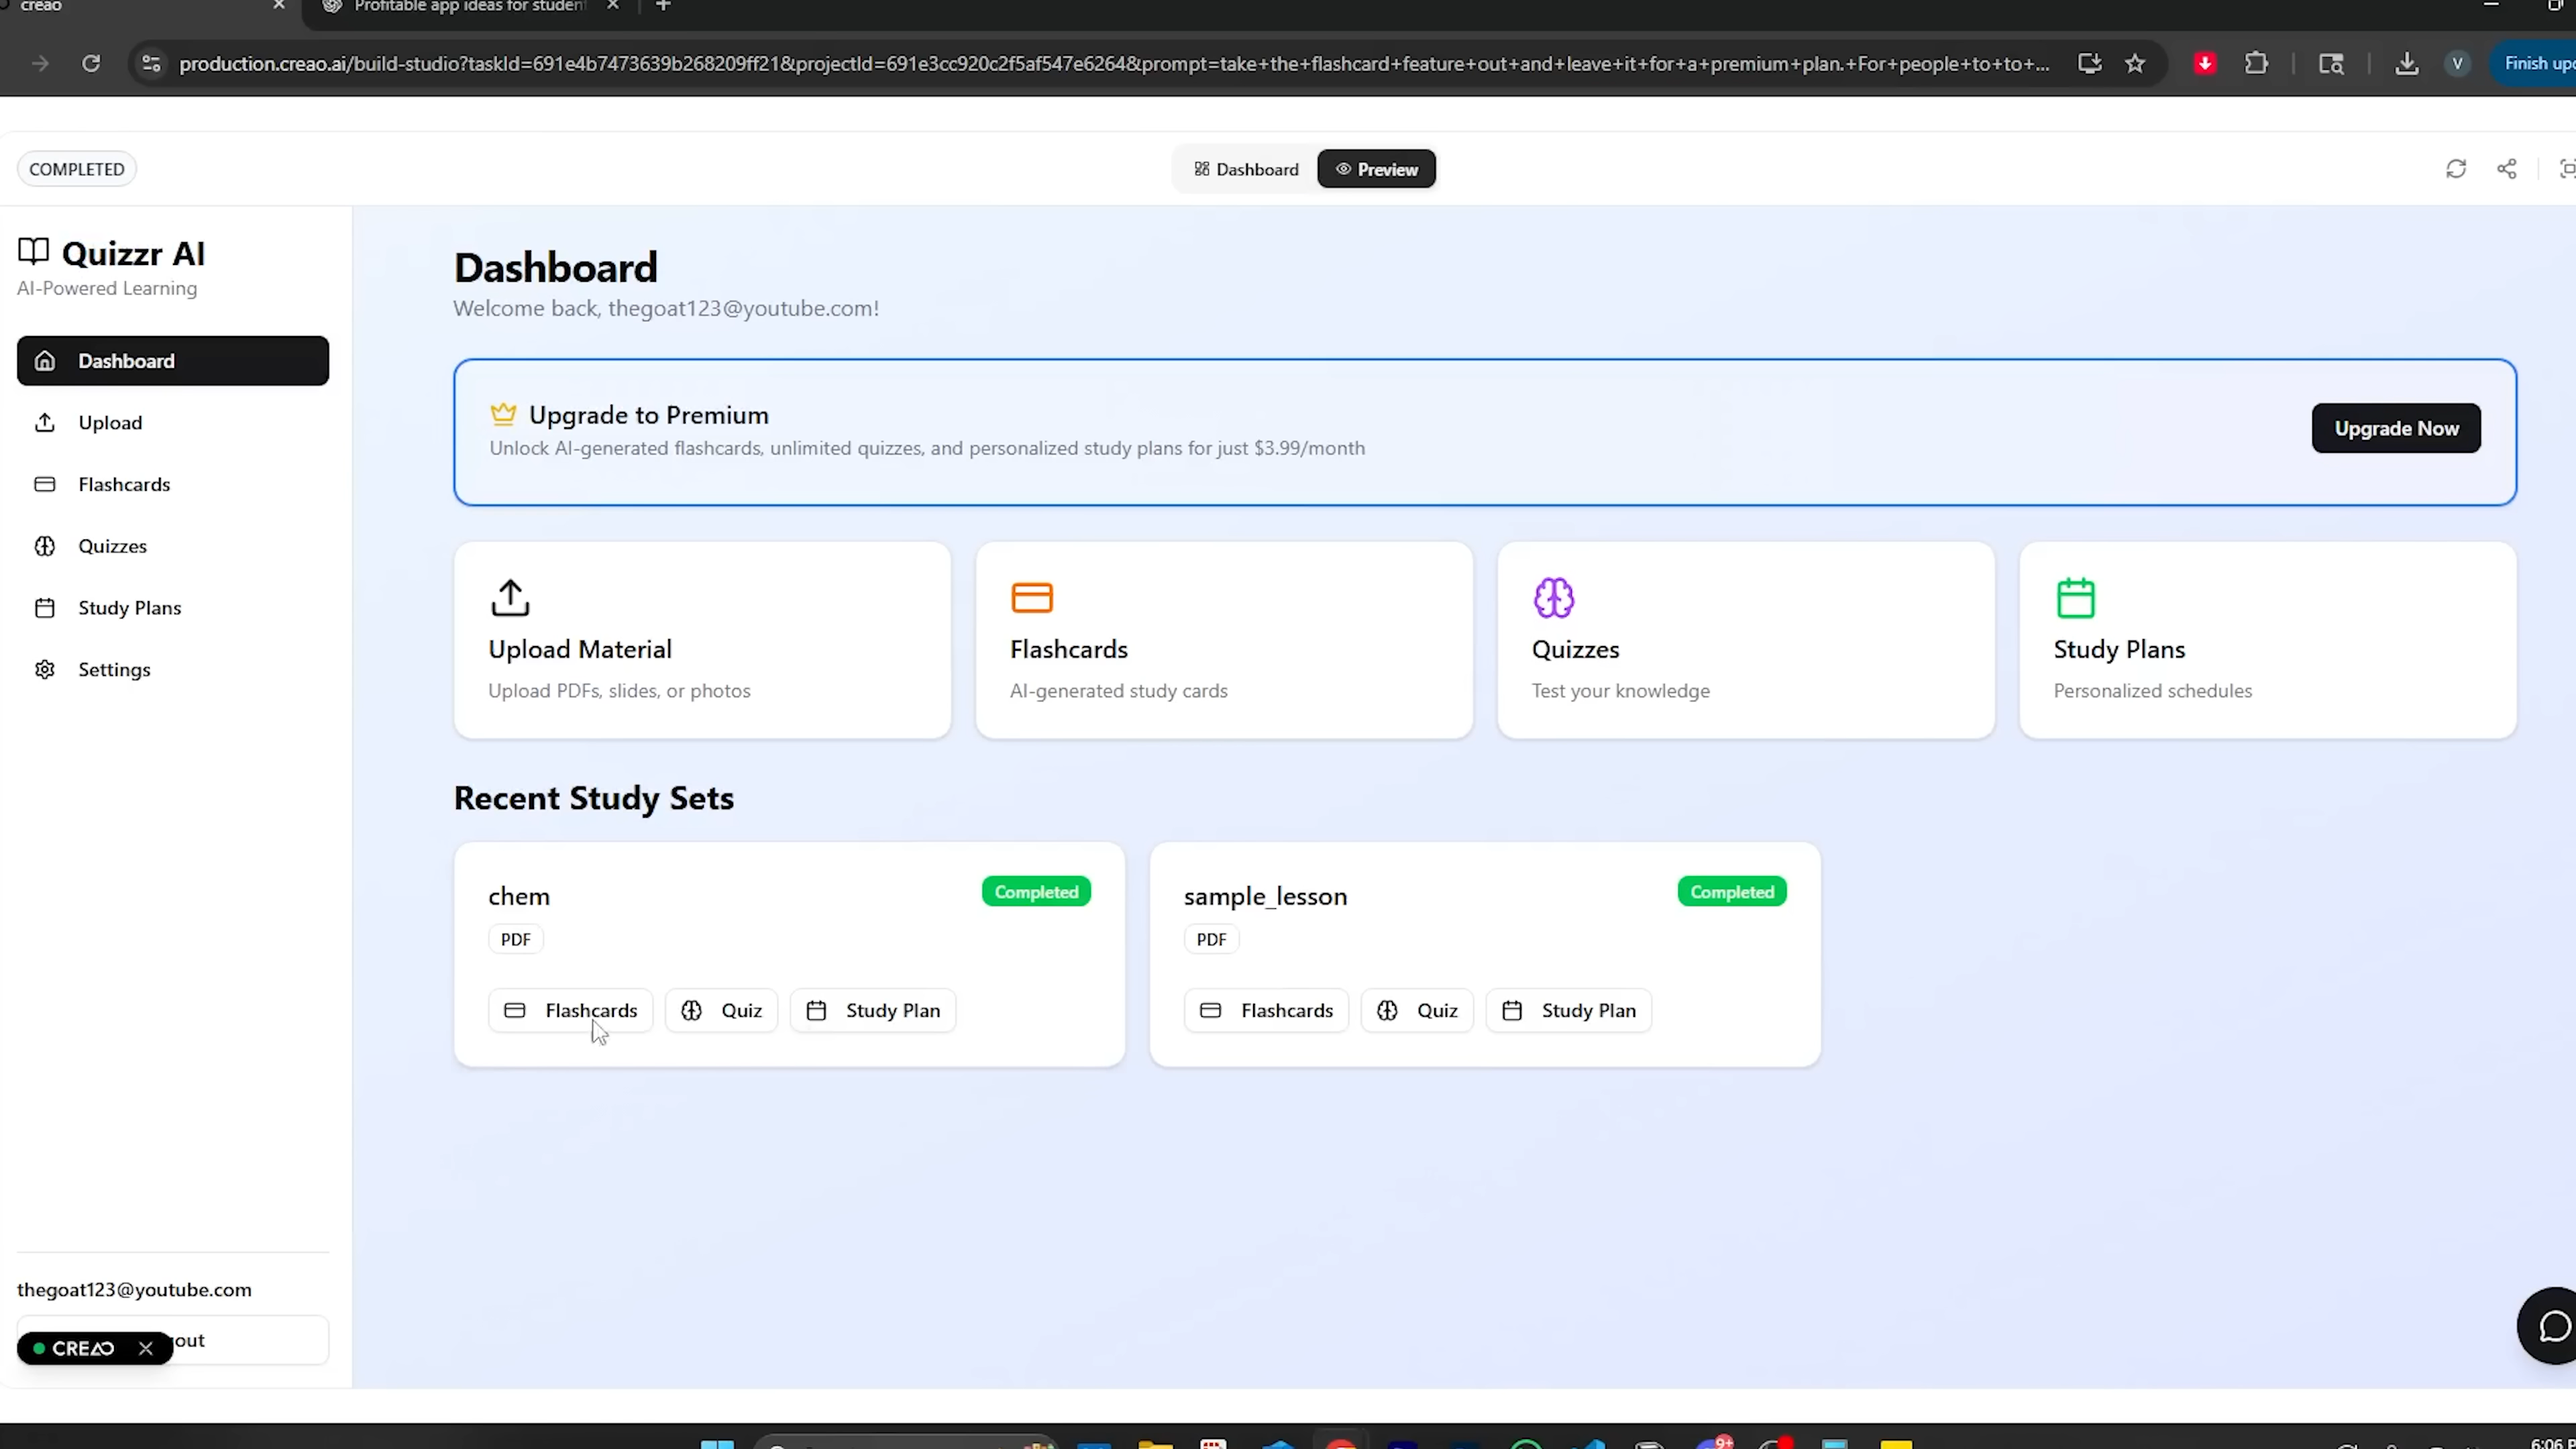 creao
Profitable app ideas for studen
production.creao.ai/build-studio?taskId=691e4b7473639b268209ff21&projectId=691e3cc920c2f5af547e6264&prompt=take+the+flashcard+feature+out+and+leave+it+for+a+premium+plan.+For+people+to+to+...
V
Finish up
COMPLETED
Dashboard
Preview
Quizzr AI
AI-Powered Learning
Dashboard
Upload
Flashcards
Quizzes
Study Plans
Settings
thegoat123@youtube.com
out
CREAO
Dashboard
Welcome back, thegoat123@youtube.com!
Upgrade to Premium
Unlock AI-generated flashcards, unlimited quizzes, and personalized study plans for just $3.99/month
Upgrade Now
Upload Material
Upload PDFs, slides, or photos
Flashcards
AI-generated study cards
Quizzes
Test your knowledge
Study Plans
Personalized schedules
Recent Study Sets
chem
Completed
PDF
Flashcards
Quiz
Study Plan
sample_lesson
Completed
PDF
Flashcards
Quiz
Study Plan
9+
6:06